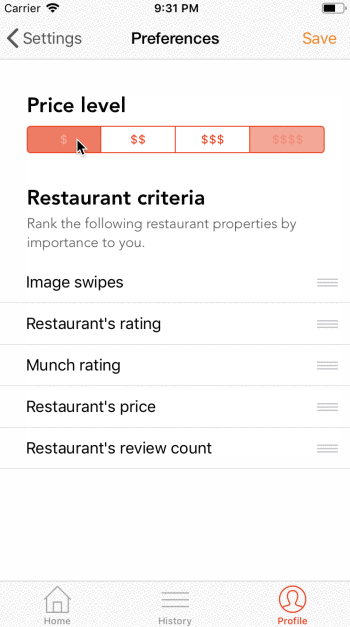 Carrier 9:31 PM
Settings Preferences Save
Price level
$ $$ $$$ $$$$
Restaurant criteria
Rank the following restaurant properties by
importance to you.
Image swipes
Restaurant's rating
Munch rating
Restaurant's price
Restaurant's review count
Home History Profile